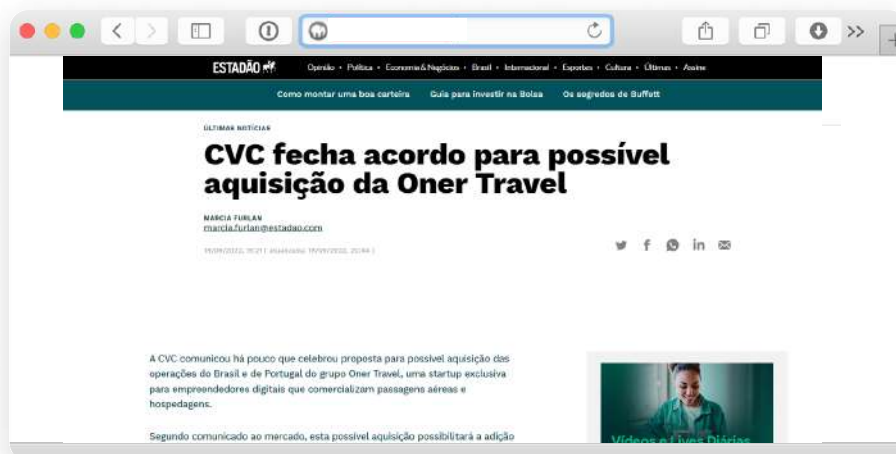 ESTADÃO
Opinião • Política • Economia&Negócios • Brasil • Internacional • Esportes • Cultura • Últimas • Assine
Como montar uma boa carteira Guia para investir na Bolsa Os segredos de Buffett
ÚLTIMAS NOTÍCIAS
CVC fecha acordo para possível
aquisição da Oner Travel
MARCIA FURLAN
marcia.furlan@estadao.com
A CVC comunicou há pouco que celebrou proposta para possível aquisição das
operações do Brasil e de Portugal do grupo Oner Travel, uma startup exclusiva
para empreendedores digitais que comercializam passagens aéreas e
hospedagens.
Segundo comunicado ao mercado, esta possível aquisição possibilitará a adição
Vídeos e Lives Diárias